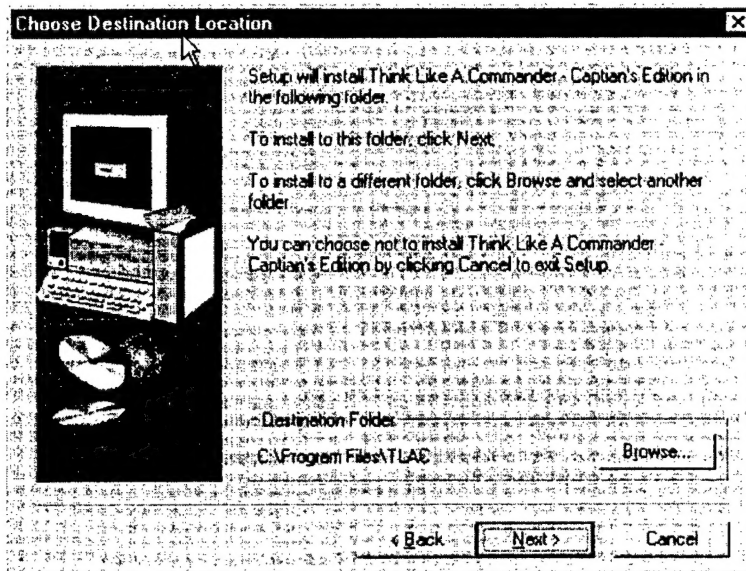 Choose Destination Location
Setup will install Think Like A Commander - Captian's Edition in
the following folder.
To install to this folder, click Next.
To install to a different folder, click Browse and select another
folder.
You can choose not to install Think Like A Commander -
Captian's Edition by clicking Cancel to exit Setup.
Destination Folder
C:\Program Files\TLAC
Browse...
< Back
Next >
Cancel